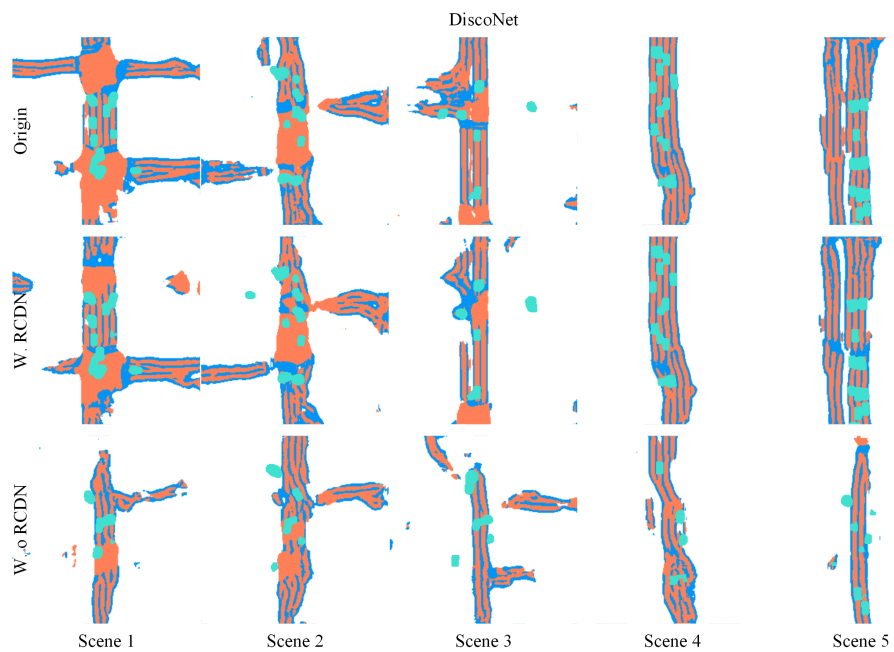 DiscoNet
Origin
W. RCDN
W.o RCDN
Scene 1
Scene 2
Scene 3
Scene 4
Scene 5